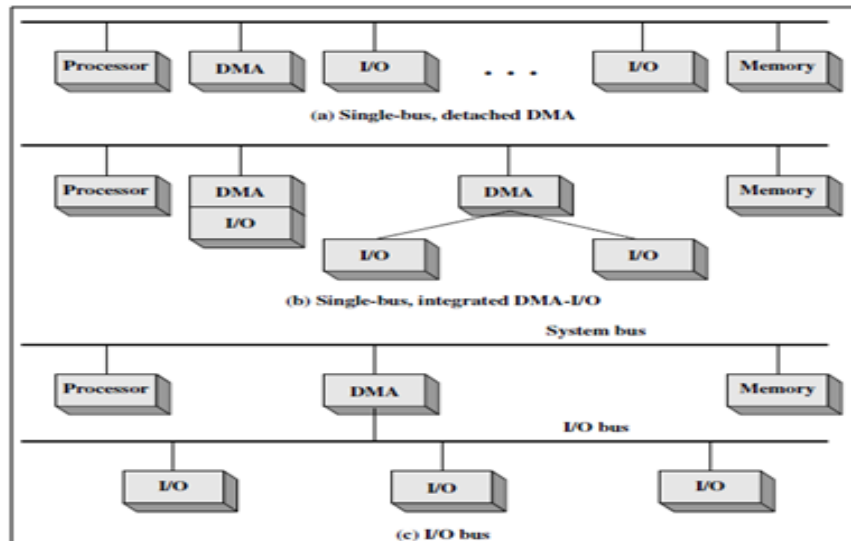 Processor DMA I/O . . . I/O Memory
(a) Single-bus, detached DMA
Processor DMA DMA Memory
I/O
I/O I/O
(b) Single-bus, integrated DMA-I/O
System bus
Processor DMA Memory
I/O bus
I/O I/O I/O
(c) I/O bus